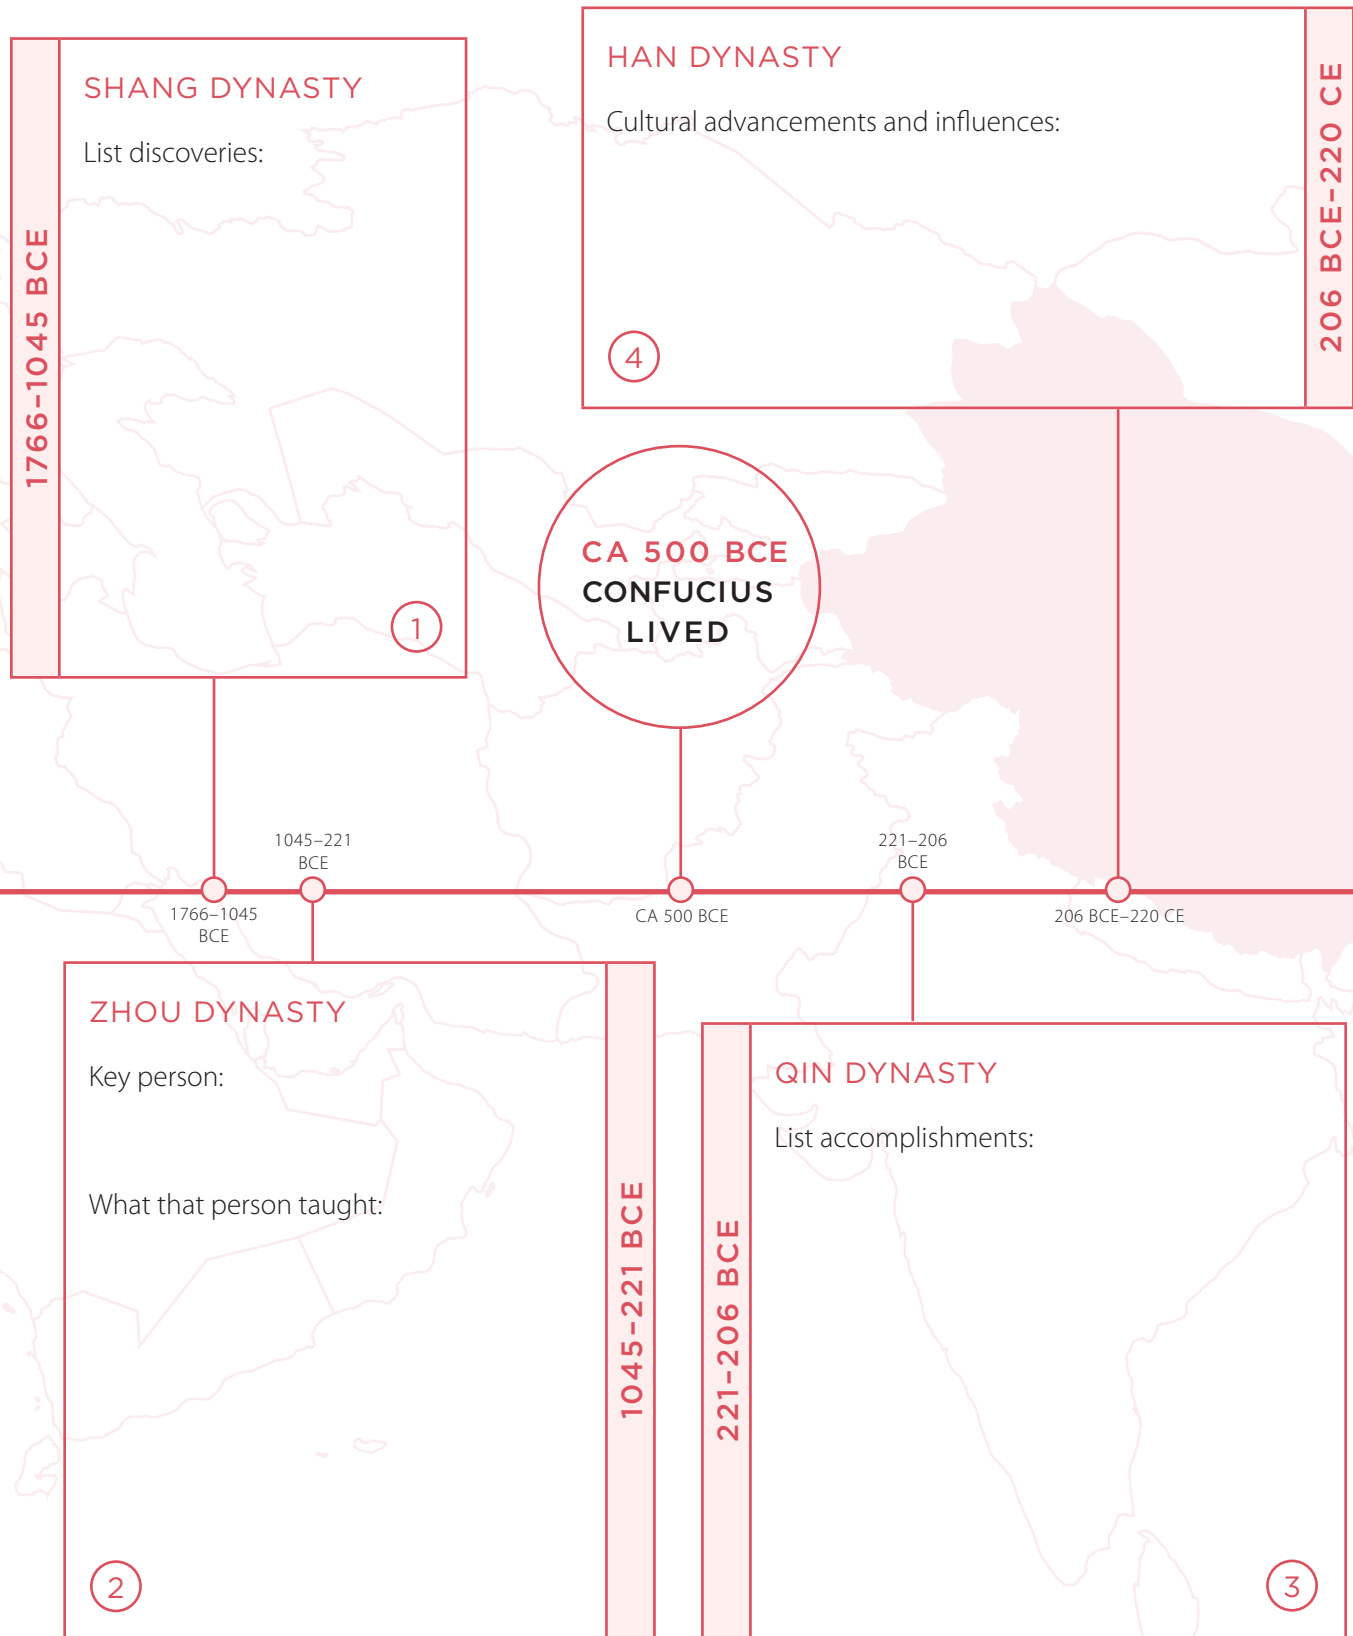 SHANG DYNASTY
List discoveries:
1766–1045 BCE
1
HAN DYNASTY
Cultural advancements and influences:
206 BCE–220 CE
4
CA 500 BCE
CONFUCIUS
LIVED
1045–221
BCE
221–206
BCE
1766–1045
BCE
CA 500 BCE
206 BCE–220 CE
ZHOU DYNASTY
Key person:
What that person taught:
1045–221 BCE
2
QIN DYNASTY
List accomplishments:
221–206 BCE
3